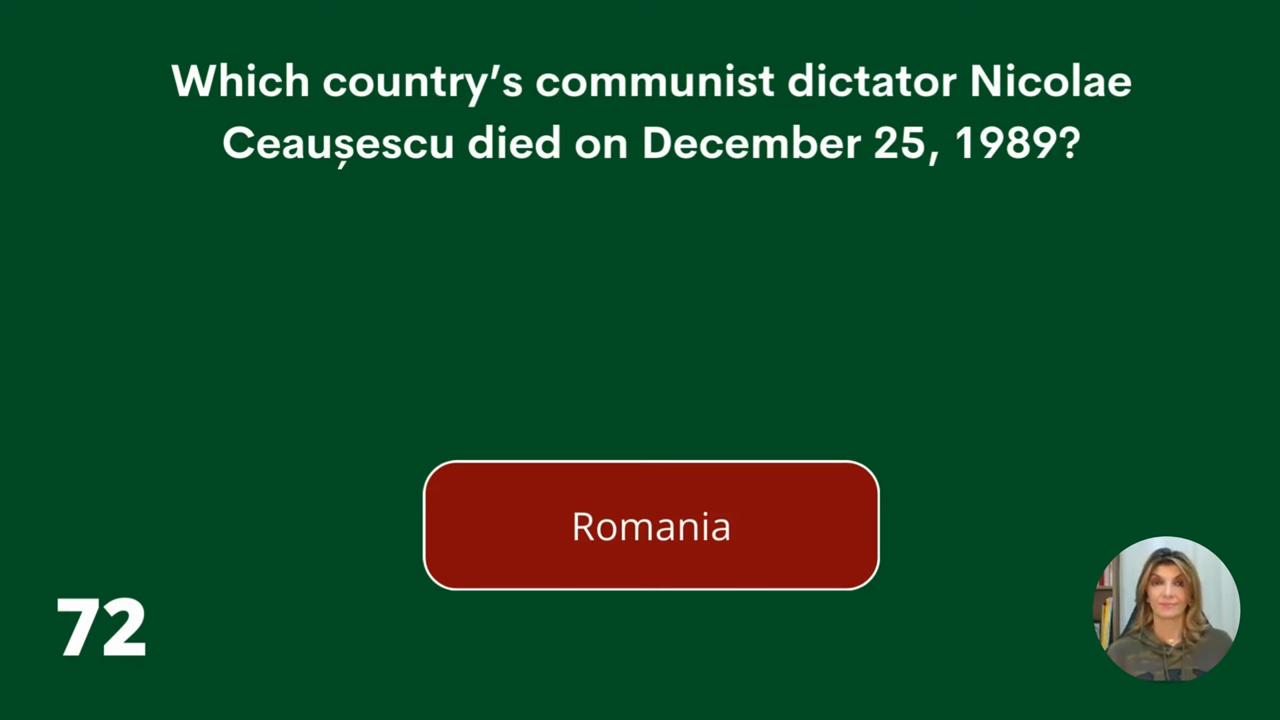 Which country’s communist dictator Nicolae
Ceaușescu died on December 25, 1989?
Romania
72